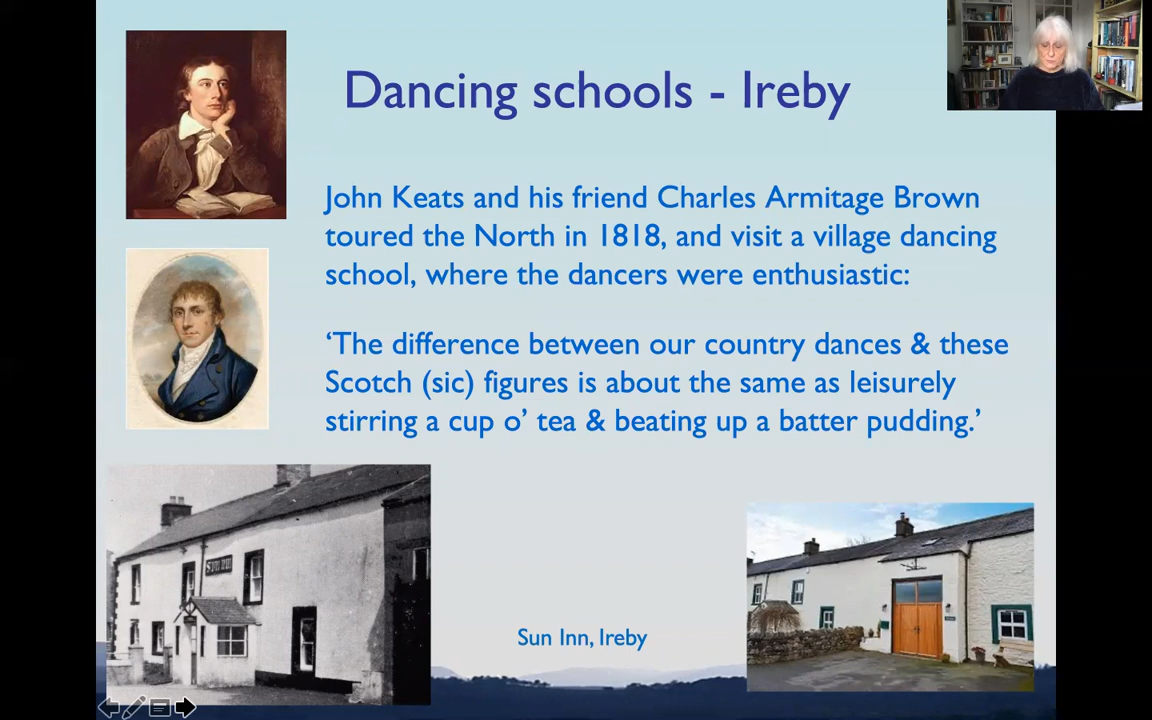 Dancing schools - Ireby
John Keats and his friend Charles Armitage Brown
toured the North in 1818, and visit a village dancing
school, where the dancers were enthusiastic:
‘The difference between our country dances & these
Scotch (sic) figures is about the same as leisurely
stirring a cup o’ tea & beating up a batter pudding.’
Sun Inn, Ireby